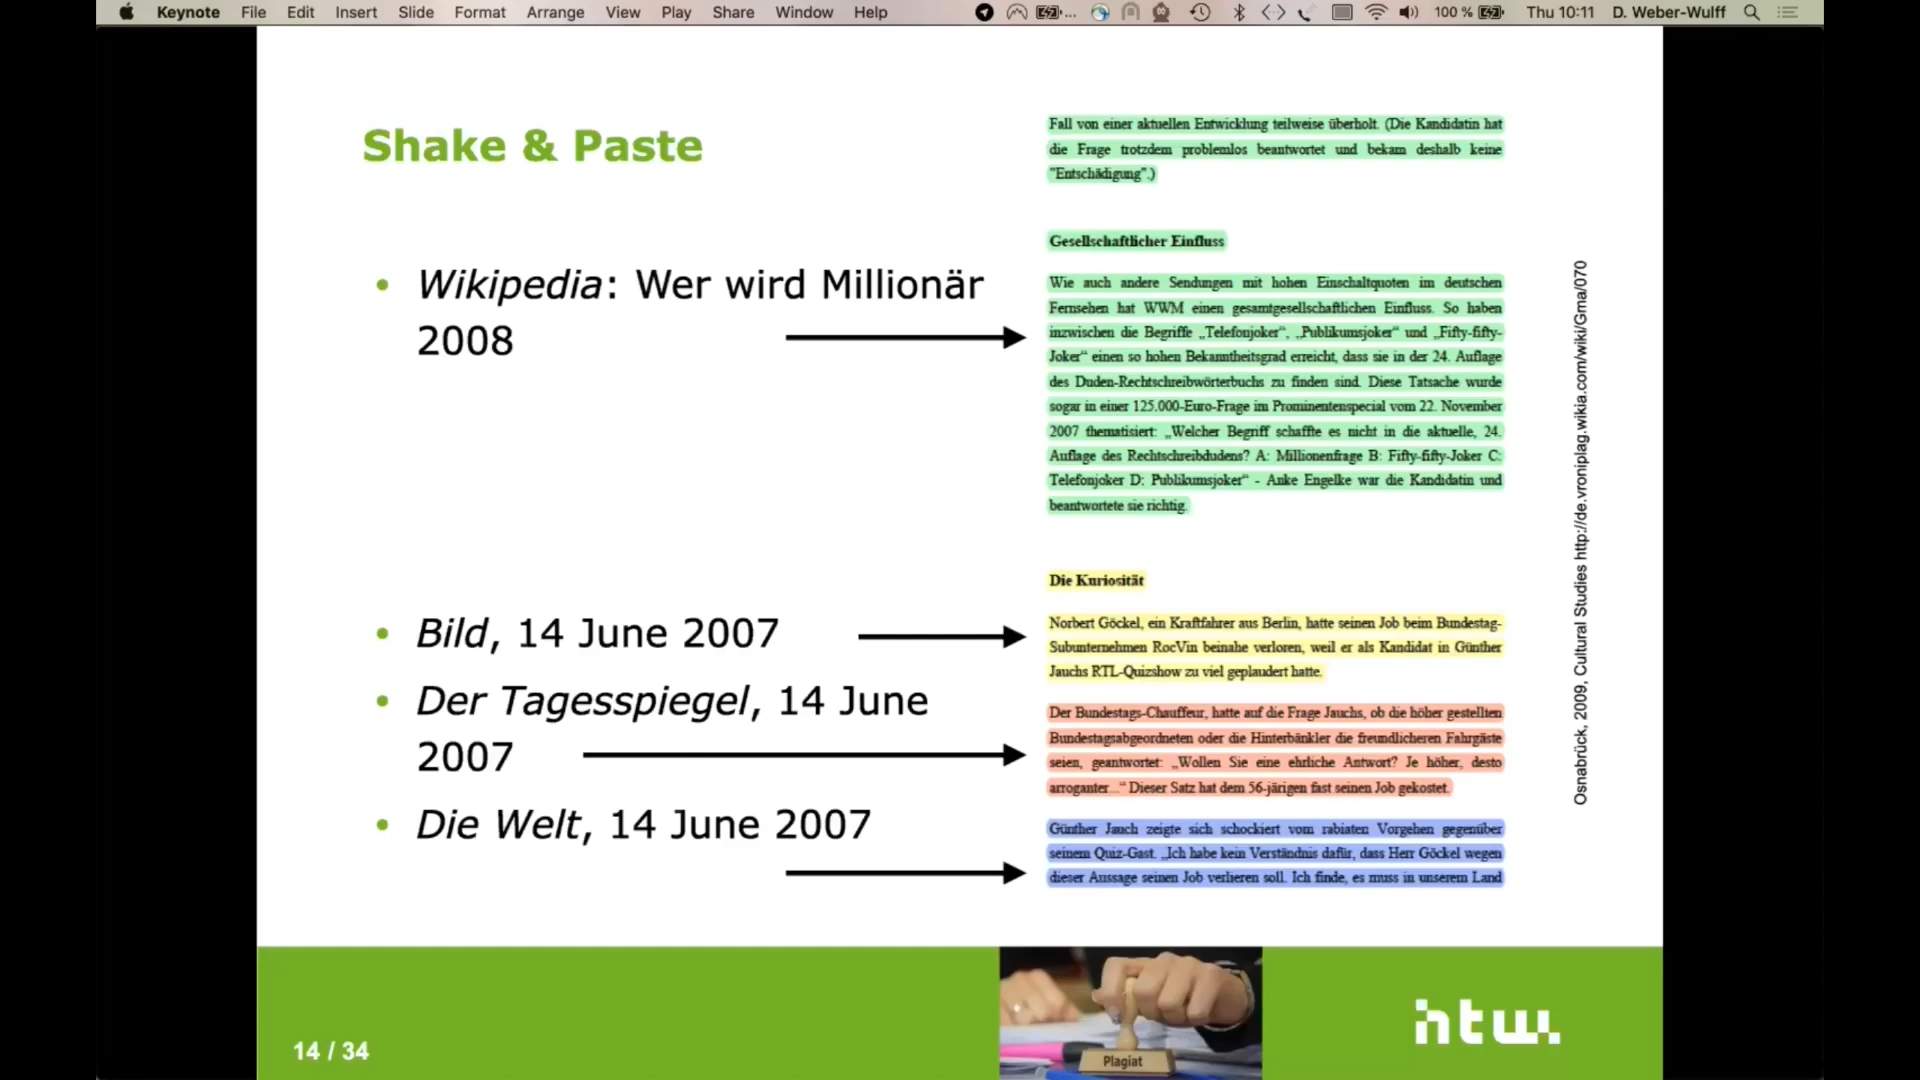 Keynote File Edit Insert Slide Format Arrange View Play Share Window Help 100 % Thu 10:11 D. Weber-Wulff
Shake & Paste
• Wikipedia: Wer wird Millionär
2008
• Bild, 14 June 2007
• Der Tagesspiegel, 14 June
2007
• Die Welt, 14 June 2007
Fall von einer aktuellen Entwicklung teilweise überholt. (Die Kandidatin hat
die Frage trotzdem problemlos beantwortet und bekam deshalb keine
"Entschädigung".)
Gesellschaftlicher Einfluss
Wie auch andere Sendungen mit hohen Einschaltquoten im deutschen
Fernsehen hat WWM einen gesamtgesellschaftlichen Einfluss. So haben
inzwischen die Begriffe „Telefonjoker“, „Publikumsjoker“ und „Fifty-fifty-
Joker“ einen so hohen Bekanntheitsgrad erreicht, dass sie in der 24. Auflage
des Duden-Rechtschreibwörterbuchs zu finden sind. Diese Tatsache wurde
sogar in einer 125.000-Euro-Frage im Prominentenspecial vom 22. November
2007 thematisiert: „Welcher Begriff schaffte es nicht in die aktuelle, 24.
Auflage des Rechtschreibdudens? A: Millionenfrage B: Fifty-fifty-Joker C:
Telefonjoker D: Publikumsjoker“ - Anke Engelke war die Kandidatin und
beantwortete sie richtig.
Die Kuriosität
Norbert Göckel, ein Kraftfahrer aus Berlin, hatte seinen Job beim Bundestag-
Subunternehmen RocVin beinahe verloren, weil er als Kandidat in Günther
Jauchs RTL-Quizshow zu viel geplaudert hatte.
Der Bundestags-Chauffeur, hatte auf die Frage Jauchs, ob die höher gestellten
Bundestagsabgeordneten oder die Hinterbänkler die freundlicheren Fahrgäste
seien, geantwortet: „Wollen Sie eine ehrliche Antwort? Je höher, desto
arroganter...“ Dieser Satz hat dem 56-järigen fast seinen Job gekostet.
Günther Jauch zeigte sich schockiert vom rabiaten Vorgehen gegenüber
seinem Quiz-Gast. „Ich habe kein Verständnis dafür, dass Herr Göckel wegen
dieser Aussage seinen Job verlieren soll. Ich finde, es muss in unserem Land
Osnabrück, 2009, Cultural Studies http://de.vroniplag.wikia.com/wiki/Gma/070
14 / 34
Plagiat
htw.